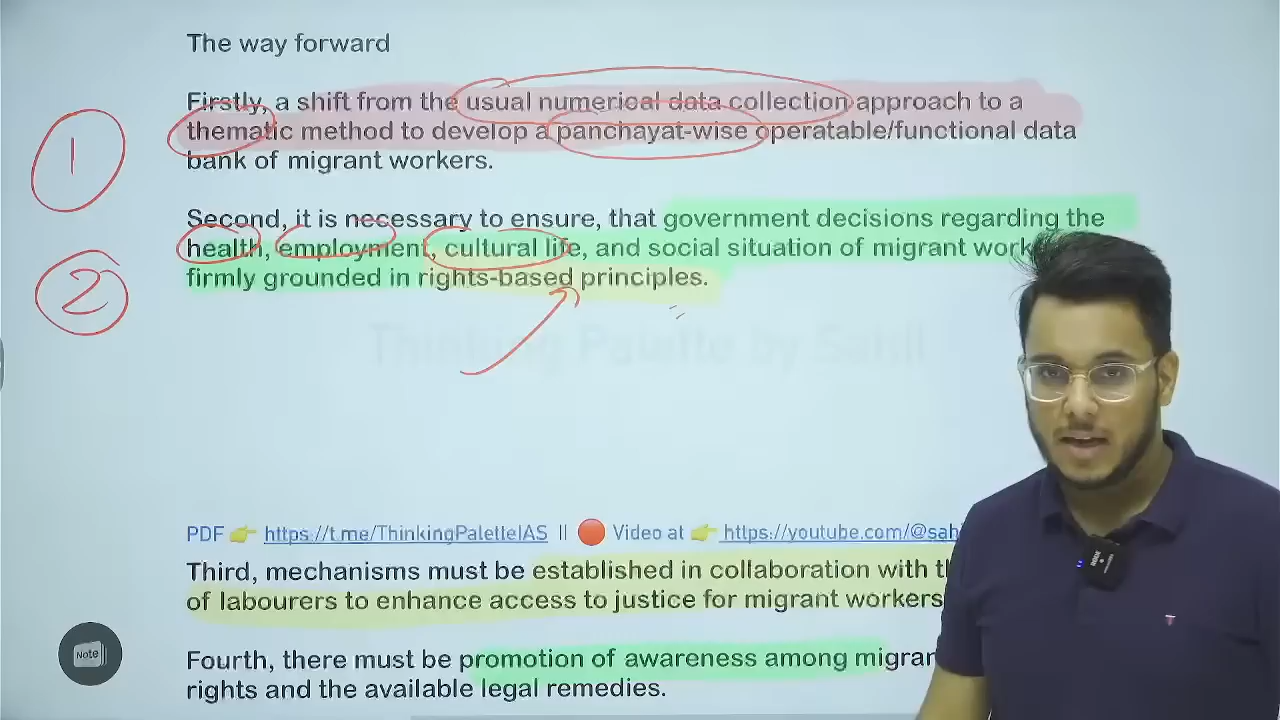 The way forward
Firstly, a shift from the usual numerical data collection approach to a
thematic method to develop a panchayat-wise operatable/functional data
bank of migrant workers.
1
Second, it is necessary to ensure, that government decisions regarding the
health, employment, cultural life, and social situation of migrant work
firmly grounded in rights-based principles.
2
Thinking Palette by Sahil
PDF 👉 https://t.me/ThinkingPaletteIAS || 🔴 Video at 👉 https://youtube.com/@sahi
Third, mechanisms must be established in collaboration with th
of labourers to enhance access to justice for migrant workers
Note
Fourth, there must be promotion of awareness among migran
rights and the available legal remedies.